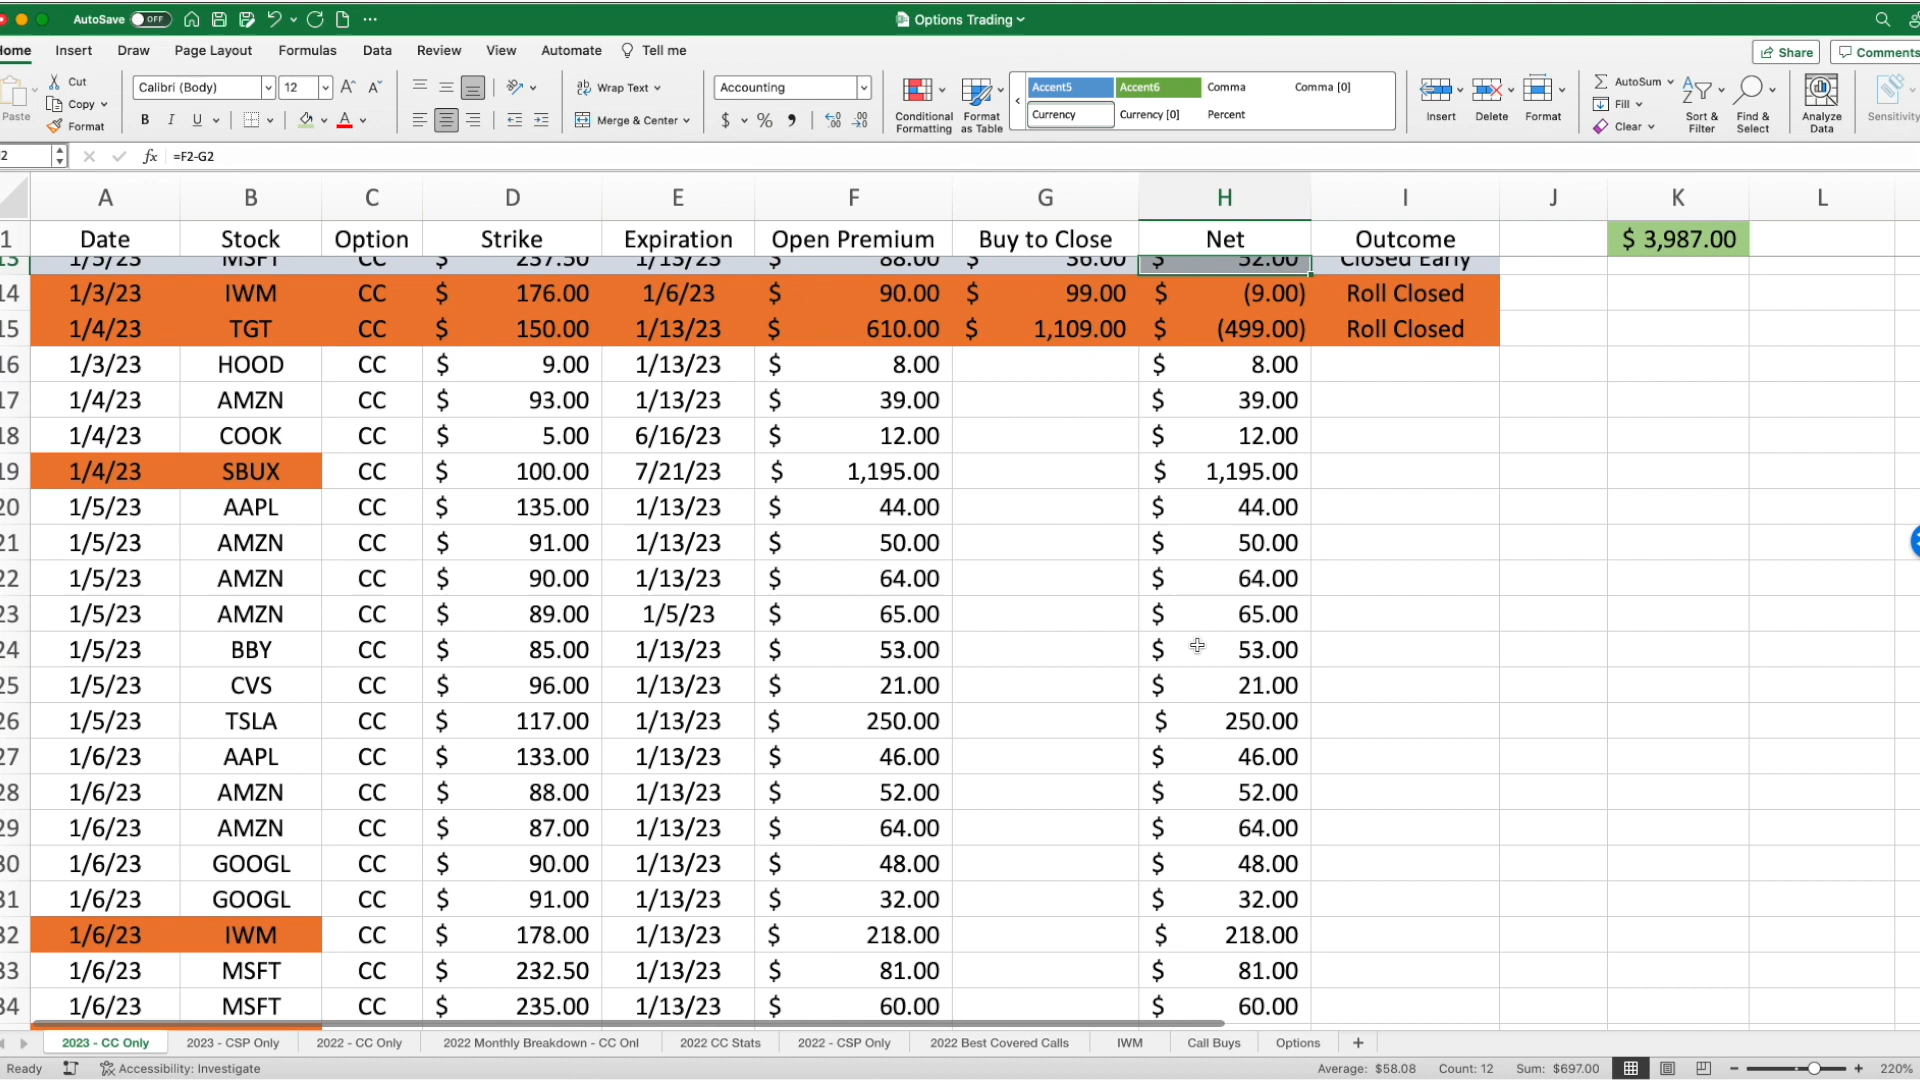 AutoSave OFF Options Trading
Home Insert Draw Page Layout Formulas Data Review View Automate Tell me Share Comments
Paste Cut Copy Format
Calibri (Body) 12
B I U A
Wrap Text
Merge & Center
Accounting
$ %
Conditional Formatting Format as Table
Accent5 Accent6 Comma Comma [0]
Currency Currency [0] Percent
Insert Delete Format
AutoSum
Fill
Clear
Sort & Filter Find & Select Analyze Data Sensitivity
fx =F2-G2
A B C D E F G H I J K L
1 Date Stock Option Strike Expiration Open Premium Buy to Close Net Outcome $ 3,987.00
13 1/3/23 MSFT CC $ 237.50 1/13/23 $ 88.00 $ 36.00 $ 52.00 Closed Early
14 1/3/23 IWM CC $ 176.00 1/6/23 $ 90.00 $ 99.00 $ (9.00) Roll Closed
15 1/4/23 TGT CC $ 150.00 1/13/23 $ 610.00 $ 1,109.00 $ (499.00) Roll Closed
16 1/3/23 HOOD CC $ 9.00 1/13/23 $ 8.00 $ 8.00
17 1/4/23 AMZN CC $ 93.00 1/13/23 $ 39.00 $ 39.00
18 1/4/23 COOK CC $ 5.00 6/16/23 $ 12.00 $ 12.00
19 1/4/23 SBUX CC $ 100.00 7/21/23 $ 1,195.00 $ 1,195.00
20 1/5/23 AAPL CC $ 135.00 1/13/23 $ 44.00 $ 44.00
21 1/5/23 AMZN CC $ 91.00 1/13/23 $ 50.00 $ 50.00
22 1/5/23 AMZN CC $ 90.00 1/13/23 $ 64.00 $ 64.00
23 1/5/23 AMZN CC $ 89.00 1/5/23 $ 65.00 $ 65.00
24 1/5/23 BBY CC $ 85.00 1/13/23 $ 53.00 $ 53.00
25 1/5/23 CVS CC $ 96.00 1/13/23 $ 21.00 $ 21.00
26 1/5/23 TSLA CC $ 117.00 1/13/23 $ 250.00 $ 250.00
27 1/6/23 AAPL CC $ 133.00 1/13/23 $ 46.00 $ 46.00
28 1/6/23 AMZN CC $ 88.00 1/13/23 $ 52.00 $ 52.00
29 1/6/23 AMZN CC $ 87.00 1/13/23 $ 64.00 $ 64.00
30 1/6/23 GOOGL CC $ 90.00 1/13/23 $ 48.00 $ 48.00
31 1/6/23 GOOGL CC $ 91.00 1/13/23 $ 32.00 $ 32.00
32 1/6/23 IWM CC $ 178.00 1/13/23 $ 218.00 $ 218.00
33 1/6/23 MSFT CC $ 232.50 1/13/23 $ 81.00 $ 81.00
34 1/6/23 MSFT CC $ 235.00 1/13/23 $ 60.00 $ 60.00
2023 - CC Only 2023 - CSP Only 2022 - CC Only 2022 Monthly Breakdown - CC Onl 2022 CC Stats 2022 - CSP Only 2022 Best Covered Calls IWM Call Buys Options +
Ready Accessibility: Investigate Average: $58.08 Count: 12 Sum: $697.00 220%